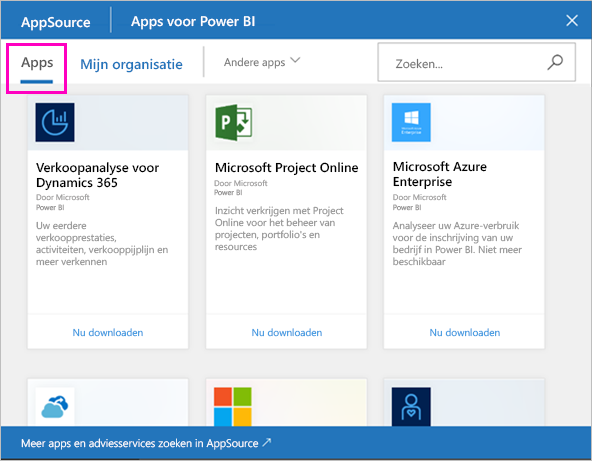 AppSource
Apps voor Power BI
Apps
Mijn organisatie
Andere apps
Zoeken...
Verkoopanalyse voor
Dynamics 365
Door Microsoft
Power BI
Uw eerdere
verkoopprestaties,
activiteiten, verkooppijplijn en
meer verkennen
Nu downloaden
Microsoft Project Online
Door Microsoft
Power BI
Inzicht verkrijgen met Project
Online voor het beheer van
projecten, portfolio's en
resources
Nu downloaden
Microsoft Azure
Enterprise
Door Microsoft
Power BI
Analyseer uw Azure-verbruik
voor de inschrijving van uw
bedrijf in Power BI. Niet meer
beschikbaar
Nu downloaden
Meer apps en adviesservices zoeken in AppSource